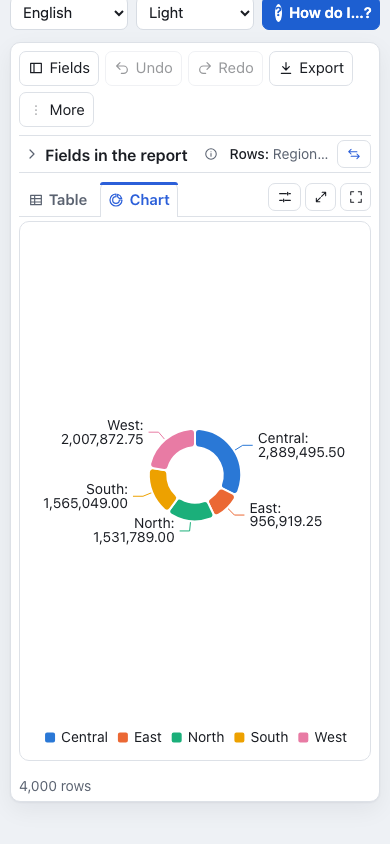 English
Light
? How do I...?
Fields
Undo
Redo
Export
More
Fields in the report
Rows: Region...
Table
Chart
West:
2,007,872.75
Central:
2,889,495.50
South:
1,565,049.00
East:
956,919.25
North:
1,531,789.00
Central
East
North
South
West
4,000 rows